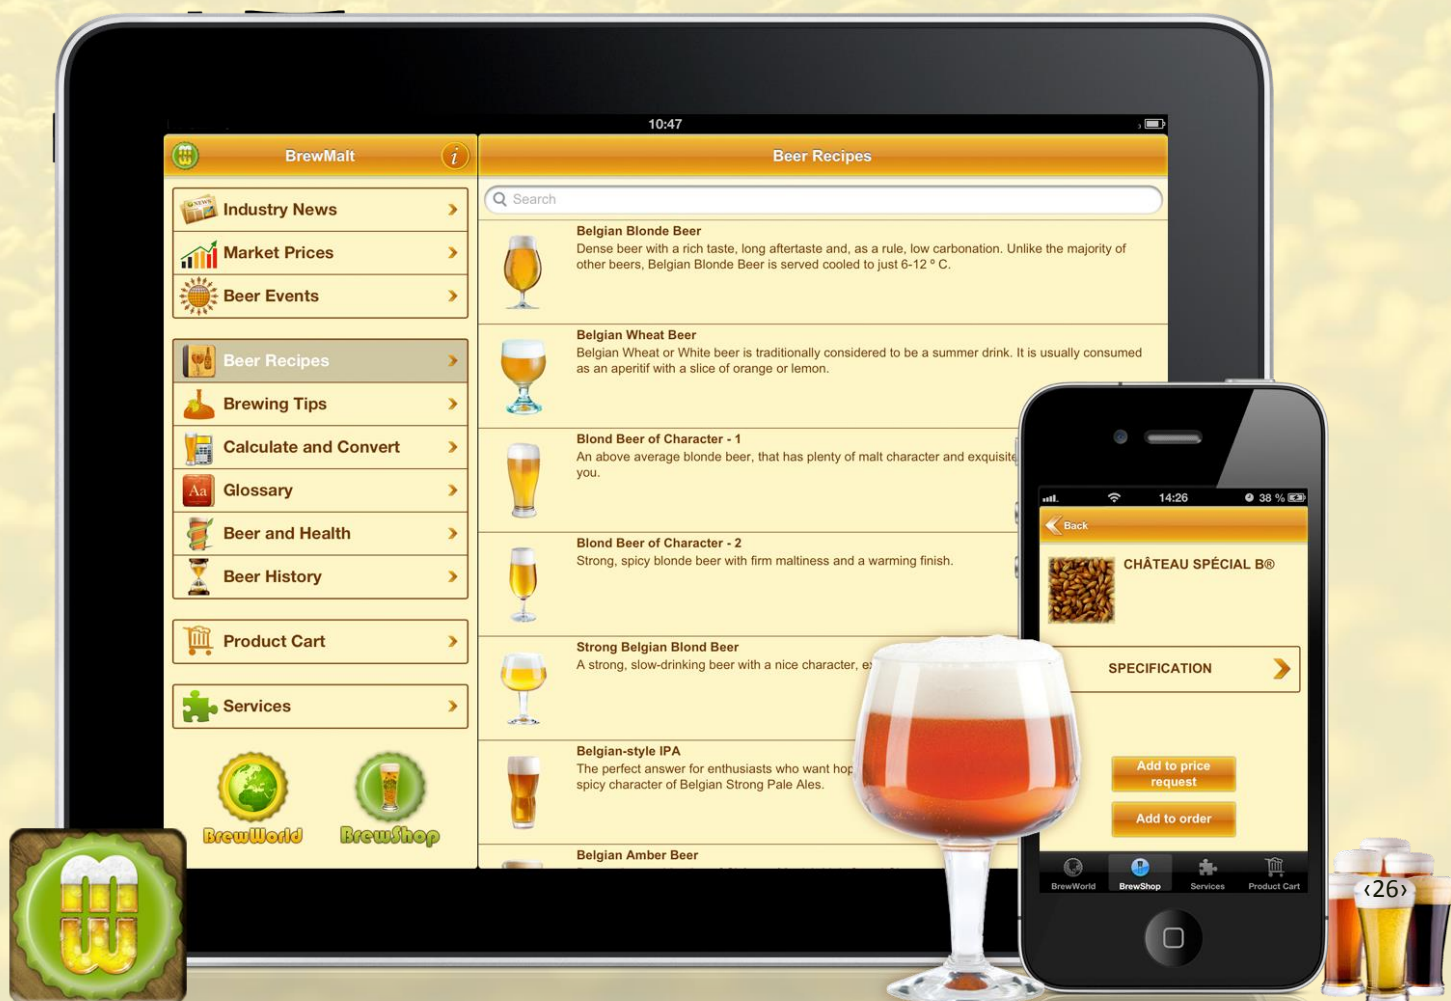 10:47
BrewMalt
i
Beer Recipes
NEWS
Industry News
Market Prices
Beer Events
Beer Recipes
Brewing Tips
Calculate and Convert
Aa
Glossary
Beer and Health
Beer History
Product Cart
Services
BrewWorld
BrewShop
Search
Belgian Blonde Beer
Dense beer with a rich taste, long aftertaste and, as a rule, low carbonation. Unlike the majority of
other beers, Belgian Blonde Beer is served cooled to just 6-12 º C.
Belgian Wheat Beer
Belgian Wheat or White beer is traditionally considered to be a summer drink. It is usually consumed
as an aperitif with a slice of orange or lemon.
Blond Beer of Character - 1
An above average blonde beer, that has plenty of malt character and exquisite
you.
Blond Beer of Character - 2
Strong, spicy blonde beer with firm maltiness and a warming finish.
Strong Belgian Blond Beer
A strong, slow-drinking beer with a nice character,
Belgian-style IPA
The perfect answer for enthusiasts who want
spicy character of Belgian Strong Pale Ales.
Belgian Amber Beer
14:26
38 %
Back
CHÂTEAU SPÉCIAL B®
SPECIFICATION
Add to price
request
Add to order
BrewWorld
BrewShop
Services
Product Cart
‹26›